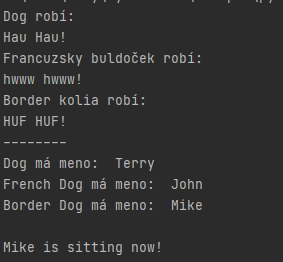 Dog robí:
Hau Hau!
Francuzsky buldoček robí:
hwww hwww!
Border kolia robí:
HUF HUF!
--------
Dog má meno:  Terry
French Dog má meno:  John
Border Dog má meno:  Mike
Mike is sitting now!